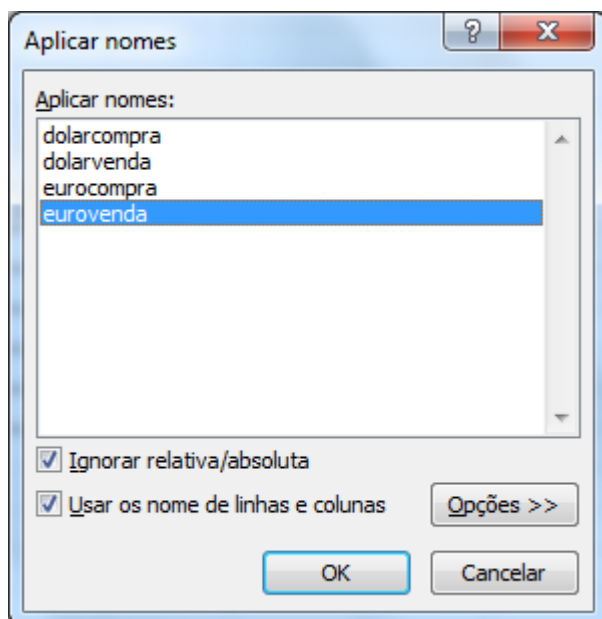 Aplicar nomes
Aplicar nomes:
dolarcompra
dolarvenda
eurocompra
eurovenda
Ignorar relativa/absoluta
Usar os nome de linhas e colunas
Opções >>
OK
Cancelar